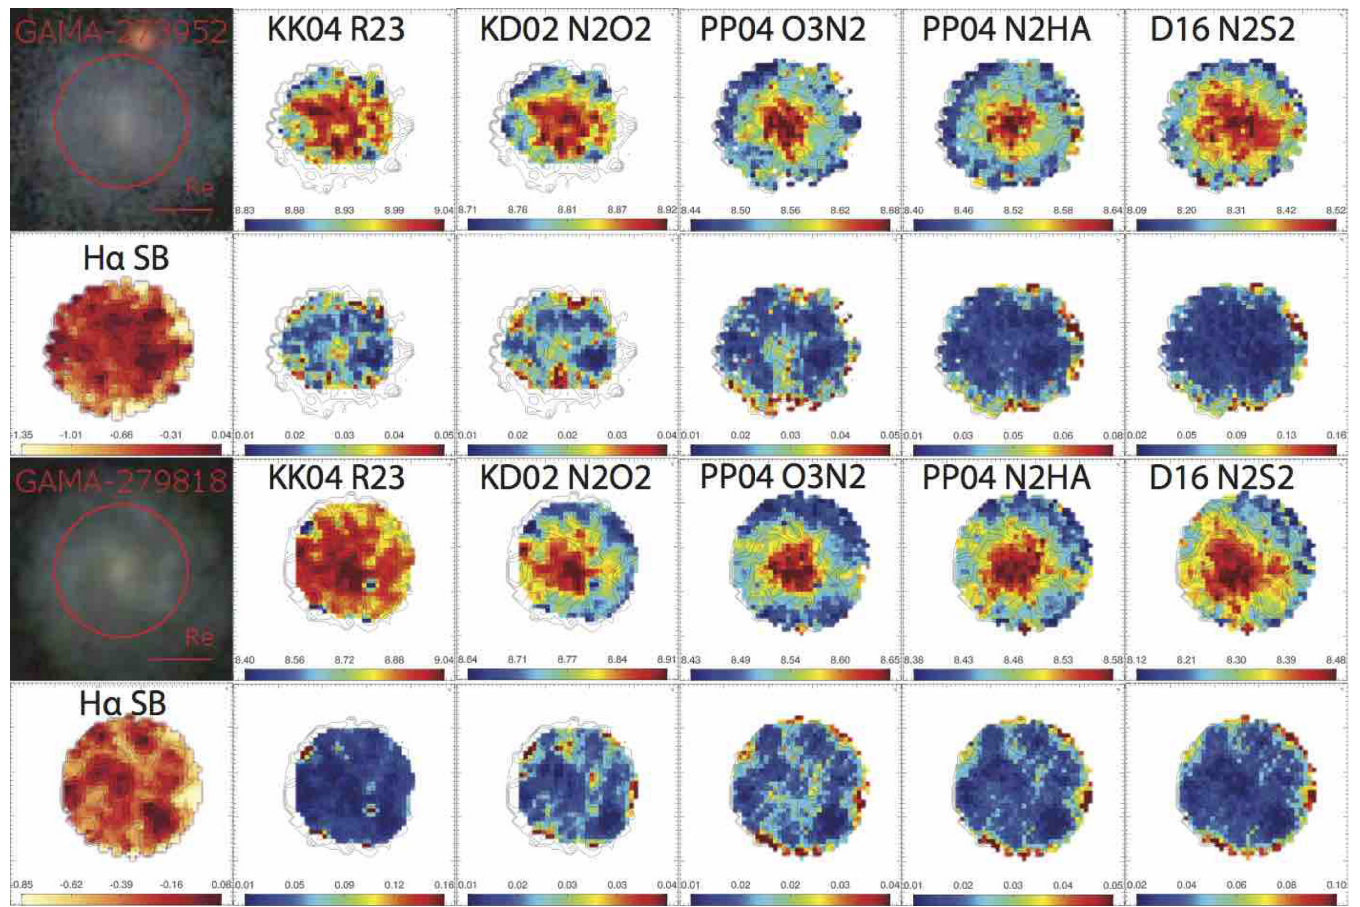 GAMA-273952 KK04 R23 KD02 N2O2 PP04 O3N2 PP04 N2HA D16 N2S2
Re
8.83 8.88 8.93 8.99 9.04 8.71 8.76 8.81 8.87 8.92 8.44 8.50 8.56 8.62 8.68 8.40 8.46 8.52 8.58 8.64 8.09 8.20 8.31 8.42 8.52
Hα SB
-1.35 -1.01 -0.66 -0.31 0.04 0.01 0.02 0.03 0.04 0.05 0.01 0.02 0.02 0.03 0.04 0.01 0.02 0.03 0.04 0.05 0.01 0.03 0.05 0.06 0.08 0.02 0.05 0.09 0.13 0.16
GAMA-279818 KK04 R23 KD02 N2O2 PP04 O3N2 PP04 N2HA D16 N2S2
Re
8.40 8.56 8.72 8.88 9.04 8.64 8.71 8.77 8.84 8.91 8.43 8.49 8.54 8.60 8.65 8.38 8.43 8.48 8.53 8.58 8.12 8.21 8.30 8.39 8.48
Hα SB
-0.85 -0.62 -0.39 -0.16 0.06 0.01 0.05 0.09 0.12 0.16 0.01 0.02 0.03 0.03 0.04 0.01 0.02 0.02 0.03 0.04 0.01 0.02 0.03 0.04 0.05 0.02 0.04 0.06 0.08 0.10